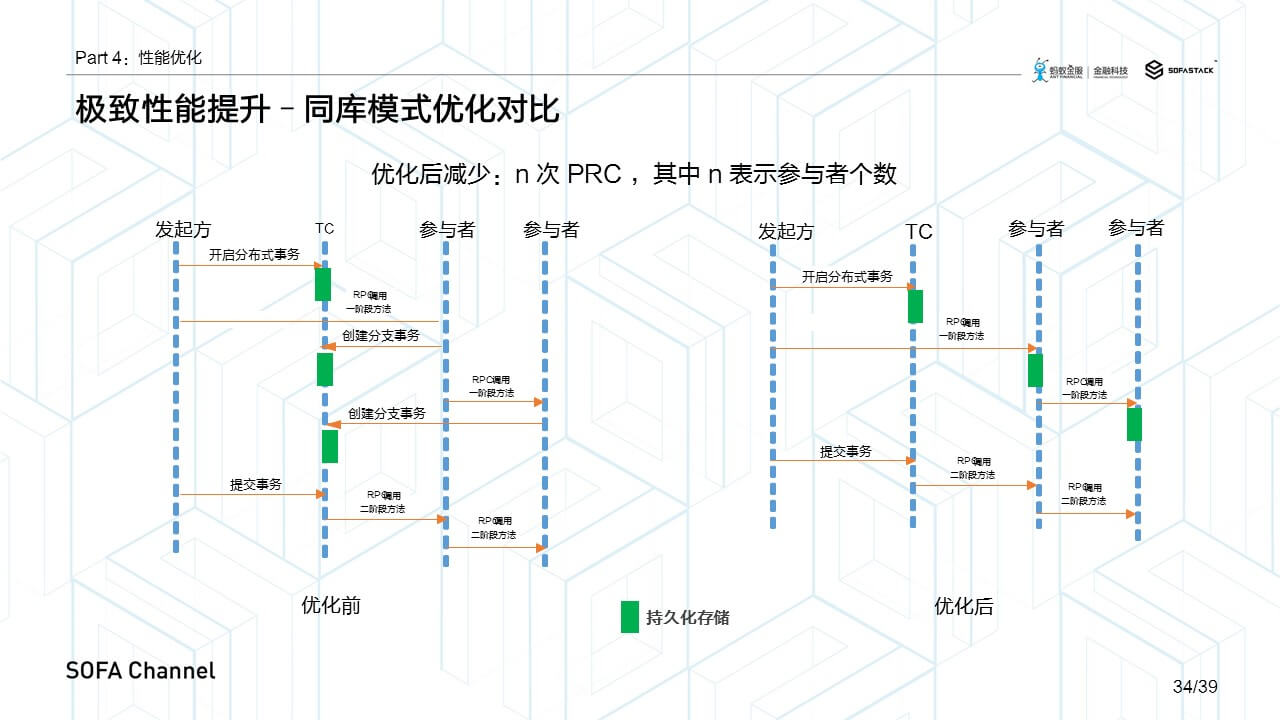 Part 4：性能优化
蚂蚁金服
ANT FINANCIAL
金融科技
FINANCIAL TECHNOLOGY
SOFASTACK
极致性能提升 – 同库模式优化对比
优化后减少：n 次 PRC ，其中 n 表示参与者个数
发起方
TC
参与者
参与者
开启分布式事务
RPC调用
一阶段方法
创建分支事务
RPC调用
一阶段方法
创建分支事务
提交事务
RPC调用
二阶段方法
RPC调用
二阶段方法
优化前
发起方
TC
参与者
参与者
开启分布式事务
RPC调用
一阶段方法
RPC调用
一阶段方法
提交事务
RPC调用
二阶段方法
RPC调用
二阶段方法
优化后
持久化存储
SOFA Channel
34/39